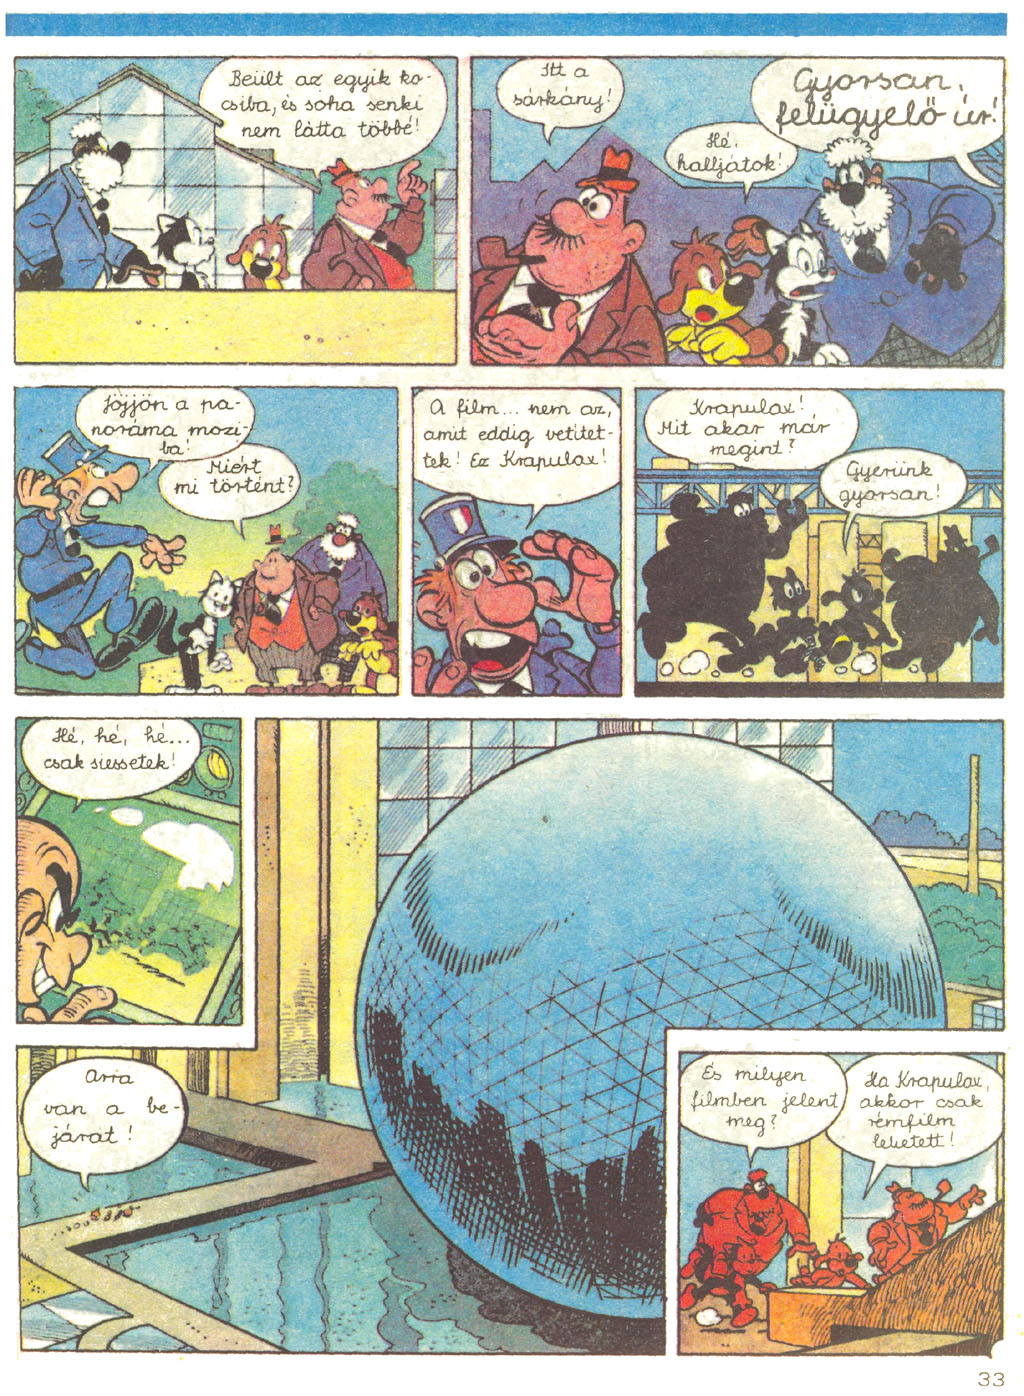 Beült az egyik ko-
csiba, és soha senki
nem látta többé!
Itt a
sárkány!
Hé,
halljátok!
Gyorsan,
felügyelő úr!
Jöjjön a pa-
noráma mozi-
ba!
Miért
mi történt?
A film... nem az,
amit eddig vetítet-
tek! Ez Krapulax!
Krapulax!
Mit akar már
megint?
Gyerünk
gyorsan!
Hé, hé, hé...
csak siessetek!
Arra
van a be-
járat!
És milyen
filmben jelent
meg?
Ha Krapulax,
akkor csak
rémfilm
lehetett!
33